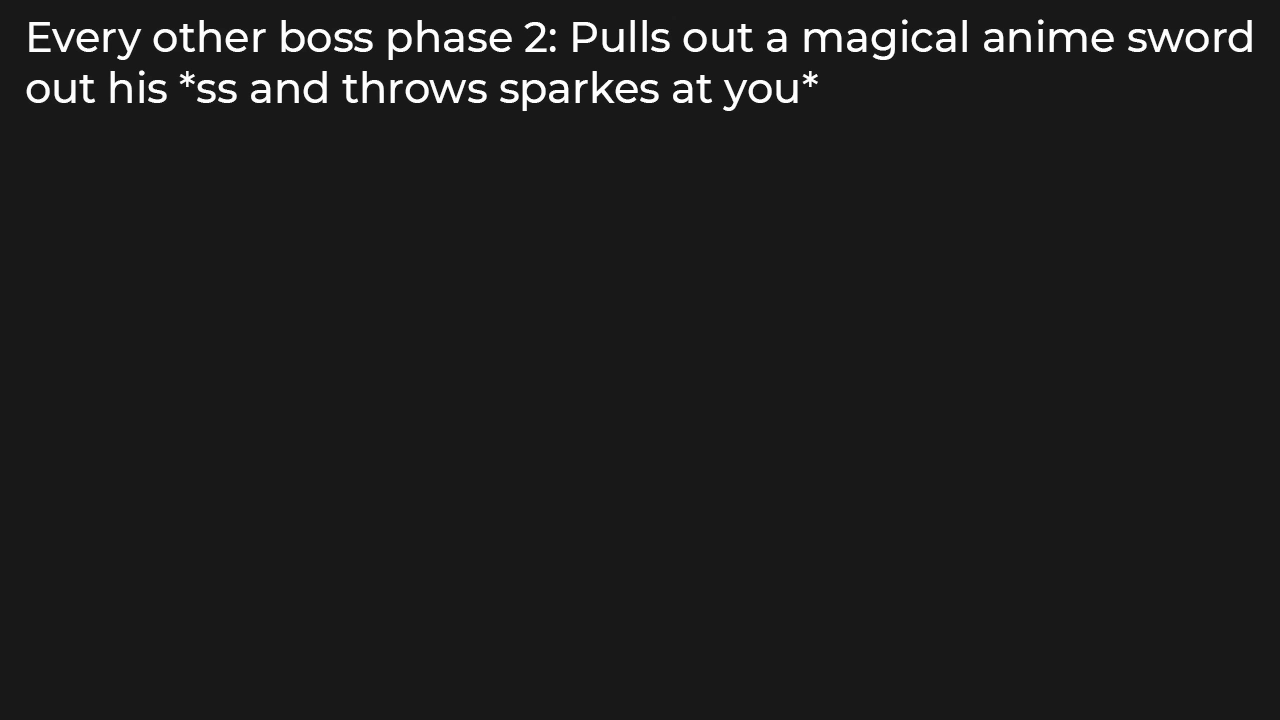 Every other boss phase 2: Pulls out a magical anime sword
out his *ss and throws sparkes at you*